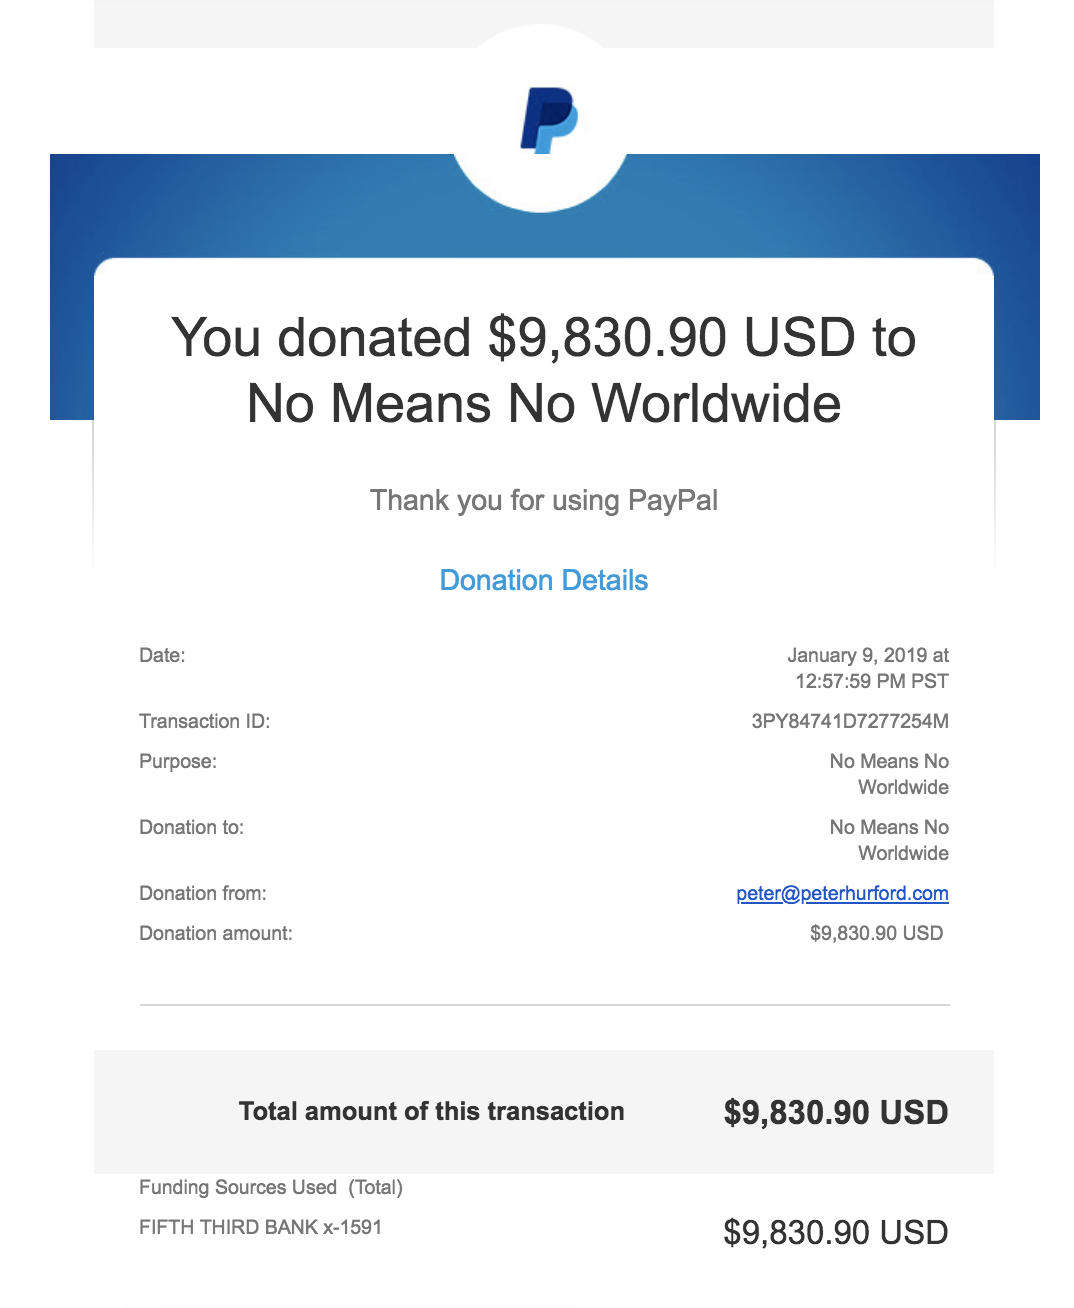 You donated $9,830.90 USD to
No Means No Worldwide
Thank you for using PayPal
Donation Details
Date: January 9, 2019 at
12:57:59 PM PST
Transaction ID: 3PY84741D7277254M
Purpose: No Means No
Worldwide
Donation to: No Means No
Worldwide
Donation from: peter@peterhurford.com
Donation amount: $9,830.90 USD
Total amount of this transaction $9,830.90 USD
Funding Sources Used (Total)
FIFTH THIRD BANK x-1591 $9,830.90 USD